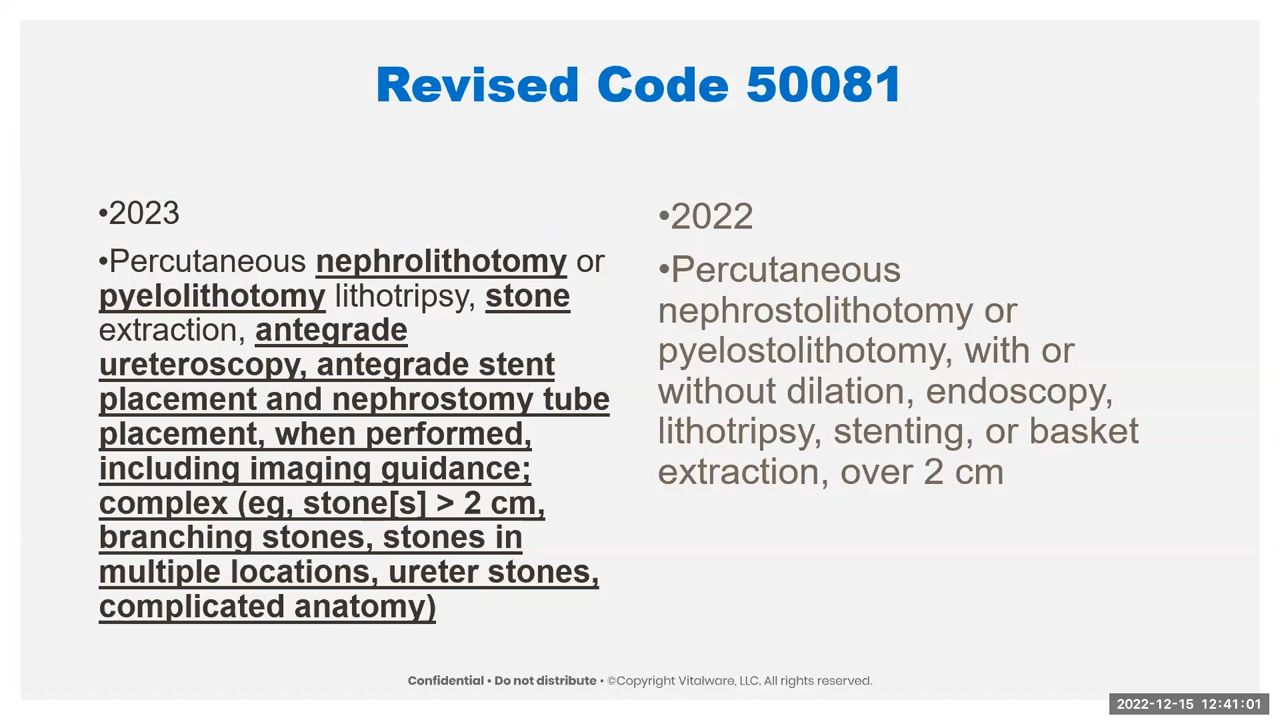 Revised Code 50081
•2023
•Percutaneous nephrolithotomy or
pyelolithotomy lithotripsy, stone
extraction, antegrade
ureteroscopy, antegrade stent
placement and nephrostomy tube
placement, when performed,
including imaging guidance;
complex (eg, stone[s] > 2 cm,
branching stones, stones in
multiple locations, ureter stones,
complicated anatomy)
•2022
•Percutaneous
nephrostolithotomy or
pyelostolithotomy, with or
without dilation, endoscopy,
lithotripsy, stenting, or basket
extraction, over 2 cm
Confidential • Do not distribute • ©Copyright Vitalware, LLC. All rights reserved.
2022-12-15 12:41:01